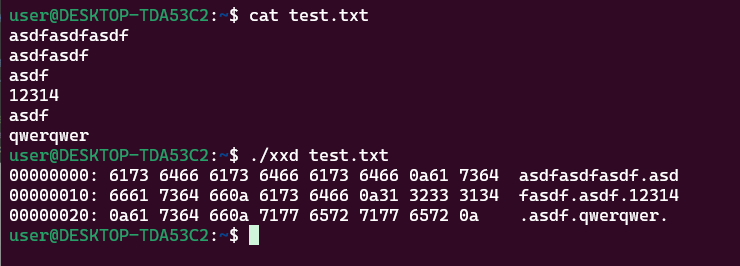 user@DESKTOP-TDA53C2:~$ cat test.txt
asdfasdfasdf
asdfasdf
asdf
12314
asdf
qwerqwer
user@DESKTOP-TDA53C2:~$ ./xxd test.txt
00000000: 6173 6466 6173 6466 6173 6466 0a61 7364  asdfasdfasdf.asd
00000010: 6661 7364 660a 6173 6466 0a31 3233 3134  fasdf.asdf.12314
00000020: 0a61 7364 660a 7177 6572 7177 6572 0a    .asdf.qwerqwer.
user@DESKTOP-TDA53C2:~$